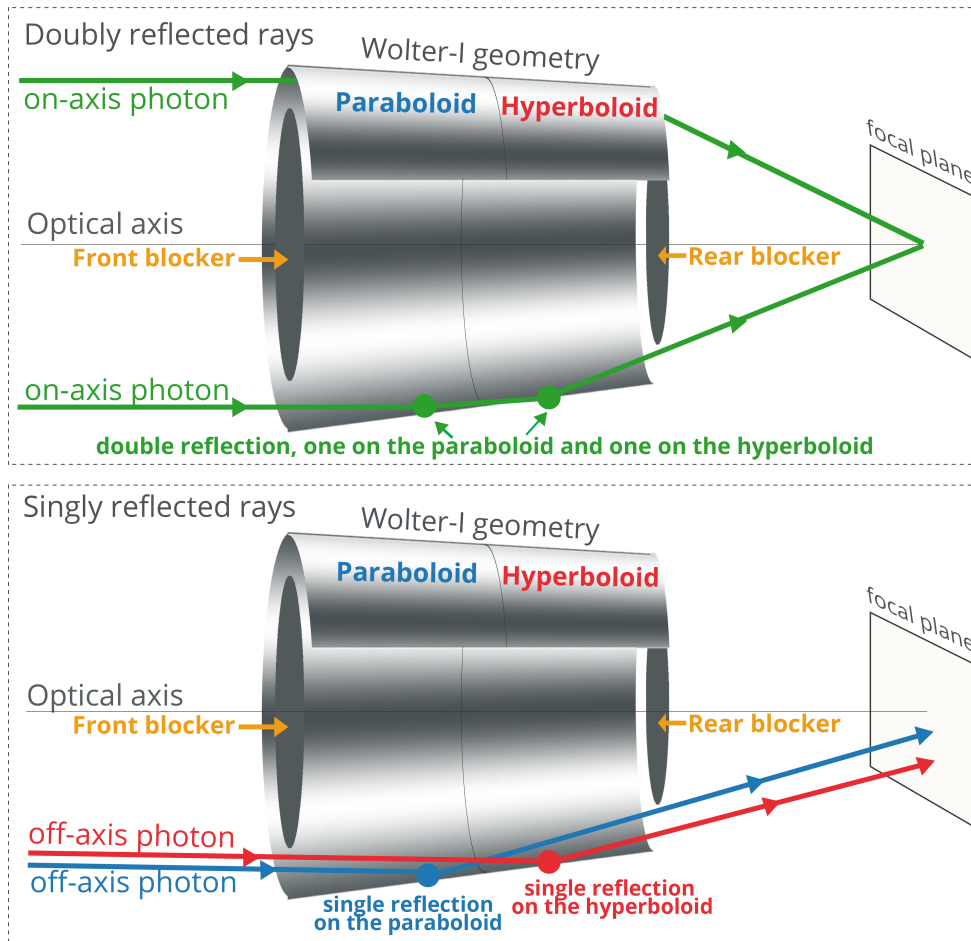 Doubly reflected rays
Wolter-I geometry
on-axis photon
Paraboloid
Hyperboloid
focal plane
Optical axis
Front blocker
Rear blocker
on-axis photon
double reflection, one on the paraboloid and one on the hyperboloid
Singly reflected rays
Wolter-I geometry
Paraboloid
Hyperboloid
focal plane
Optical axis
Front blocker
Rear blocker
off-axis photon
off-axis photon
single reflection
on the paraboloid
single reflection
on the hyperboloid